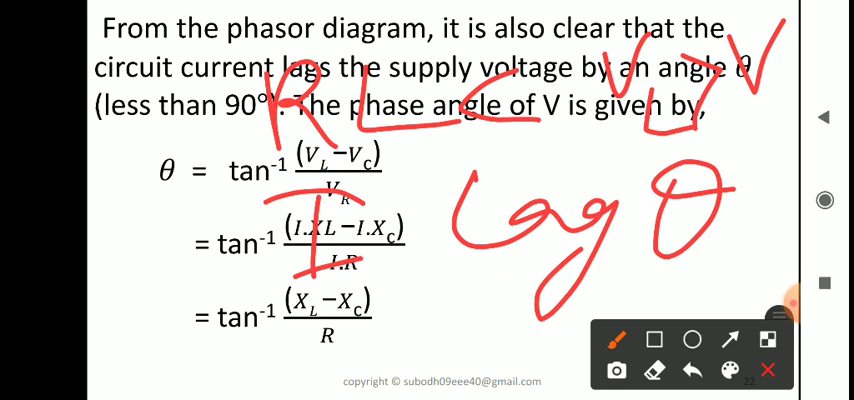 From the phasor diagram, it is also clear that the
circuit current lags the supply voltage by an angle θ
(less than 90°). The phase angle of V is given by,
θ = tan⁻¹ (V_L − V_c) / V_R
= tan⁻¹ (I.XL − I.X_c) / I.R
= tan⁻¹ (X_L − X_c) / R
R L C V L > V
I Lag θ
copyright © subodh09eee40@gmail.com
22